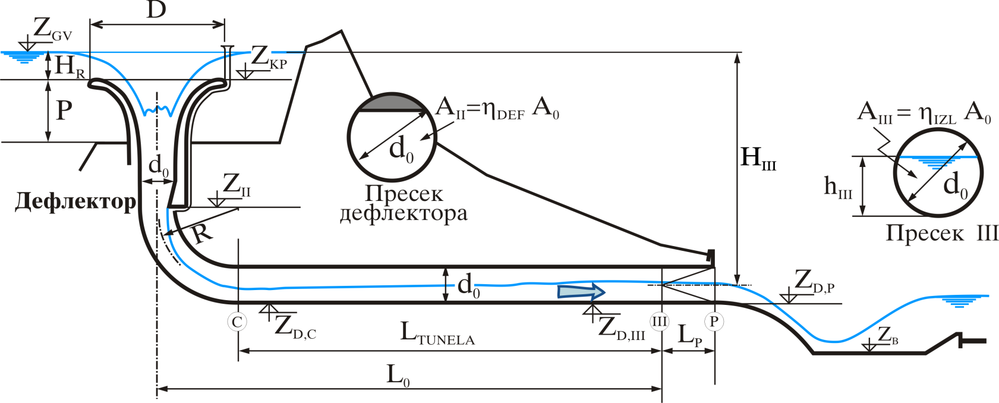 D
Z_GV
H_R
Z_KP
P
A_II=η_DEF A_0
A_III = η_IZL A_0
d_0
d_0
H_III
h_III
d_0
Z_II
Дефлектор
Пресек
дефлектора
Пресек III
R
d_0
Z_D,P
C
Z_D,C
Z_D,III
III
P
L_TUNELA
L_P
Z_B
L_0